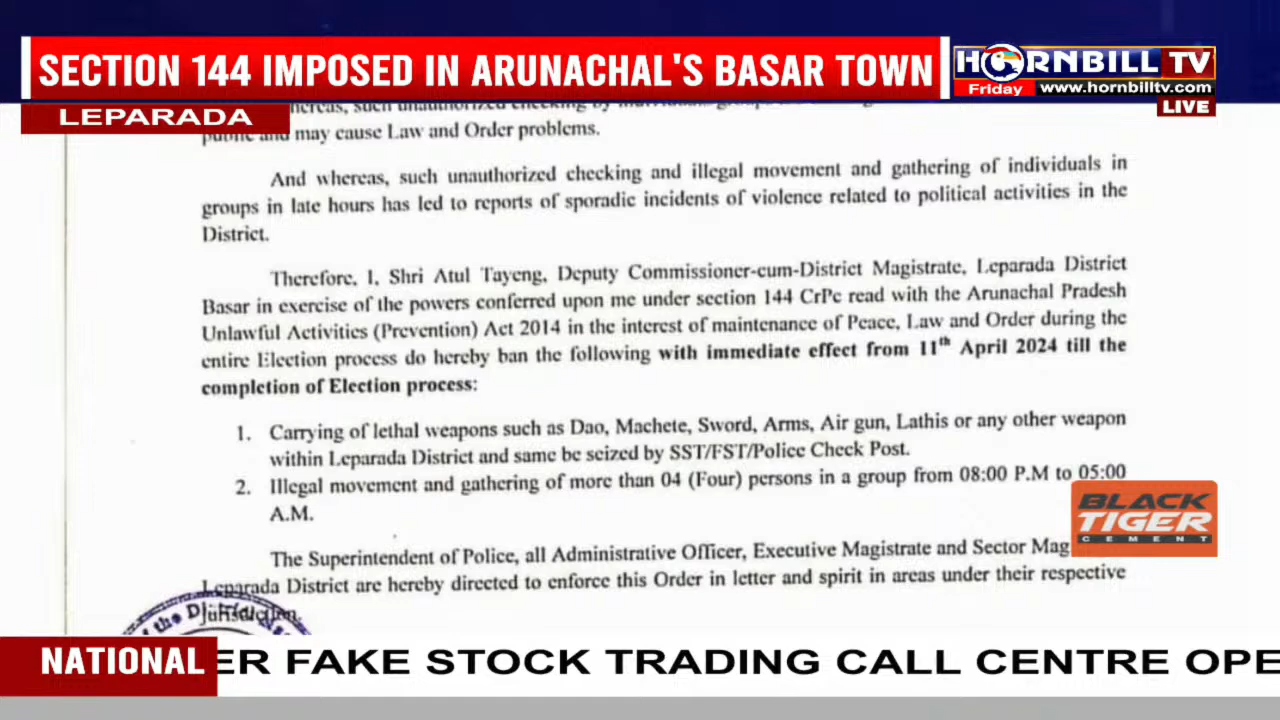 SECTION 144 IMPOSED IN ARUNACHAL'S BASAR TOWN
HORNBILL TV
Friday
www.hornbilltv.com
LIVE
LEPARADA
such unauthorized checking by
public and may cause Law and Order problems.
And whereas, such unauthorized checking and illegal movement and gathering of individuals in
groups in late hours has led to reports of sporadic incidents of violence related to political activities in the
District.
Therefore, I, Shri Atul Tayeng, Deputy Commissioner-cum-District Magistrate, Leparada District
Basar in exercise of the powers conferred upon me under section 144 CrPc read with the Arunachal Pradesh
Unlawful Activities (Prevention) Act 2014 in the interest of maintenance of Peace, Law and Order during the
entire Election process do hereby ban the following with immediate effect from 11th April 2024 till the
completion of Election process:
1. Carrying of lethal weapons such as Dao, Machete, Sword, Arms, Air gun, Lathis or any other weapon
within Leparada District and same be seized by SST/FST/Police Check Post.
2. Illegal movement and gathering of more than 04 (Four) persons in a group from 08:00 P.M to 05:00
A.M.
BLACK
TIGER
CEMENT
The Superintendent of Police, all Administrative Officer, Executive Magistrate and Sector Mag
Leparada District are hereby directed to enforce this Order in letter and spirit in areas under their respective
Jurisdiction.
of the Distri
NATIONAL
ER FAKE STOCK TRADING CALL CENTRE OPE